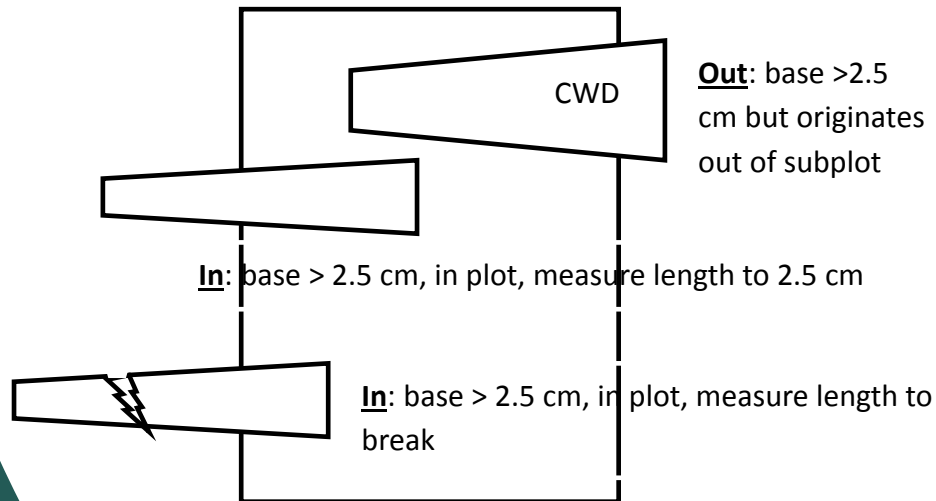 CWD
Out: base >2.5
cm but originates
out of subplot
In: base > 2.5 cm, in plot, measure length to 2.5 cm
In: base > 2.5 cm, in plot, measure length to
break